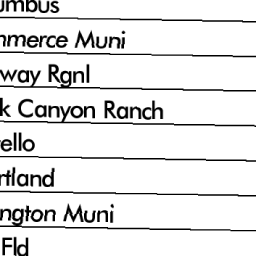 umbus
mmerce Muni
way Rgnl
k Canyon Ranch
ello
rtland
ngton Muni
Fld